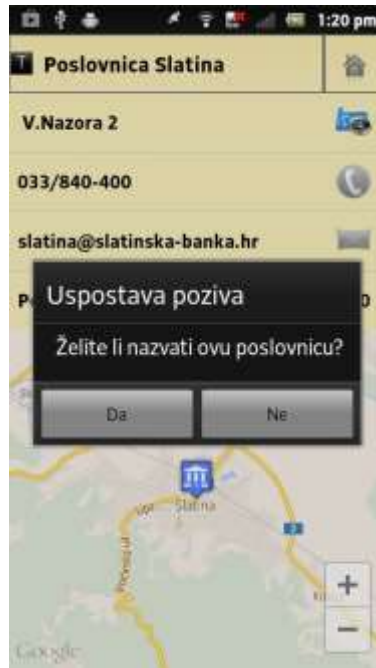 1:20 pm
T Poslovnica Slatina
V.Nazora 2
033/840-400
slatina@slatinska-banka.hr
Uspostava poziva
Želite li nazvati ovu poslovnicu?
Da Ne
Slatina
2
+
−
Google